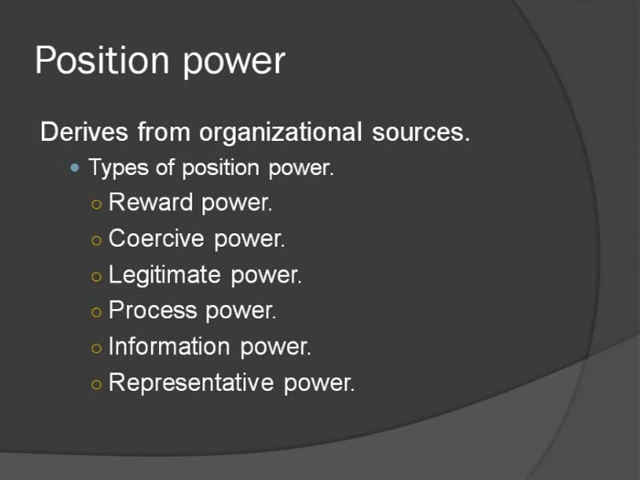 Position power
Derives from organizational sources.
Types of position power.
Reward power.
Coercive power.
Legitimate power.
Process power.
Information power.
Representative power.